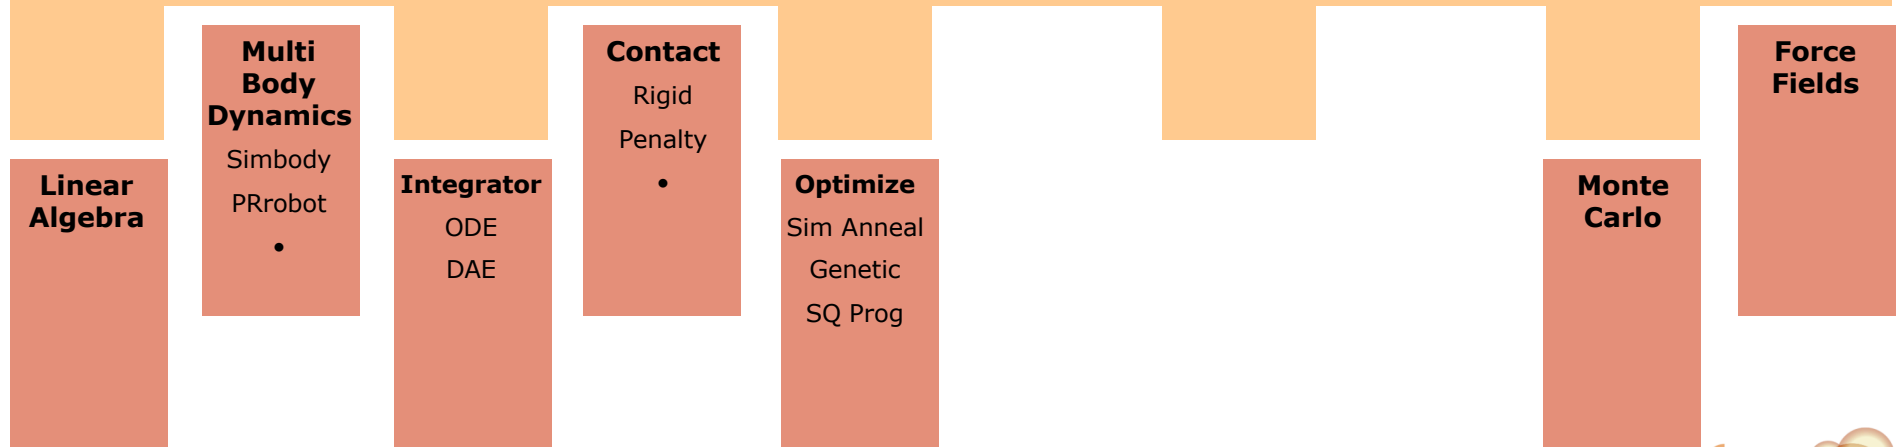 Linear
Algebra
Multi
Body
Dynamics
Simbody
PRrobot
•
Integrator
ODE
DAE
Contact
Rigid
Penalty
•
Optimize
Sim Anneal
Genetic
SQ Prog
Monte
Carlo
Force
Fields